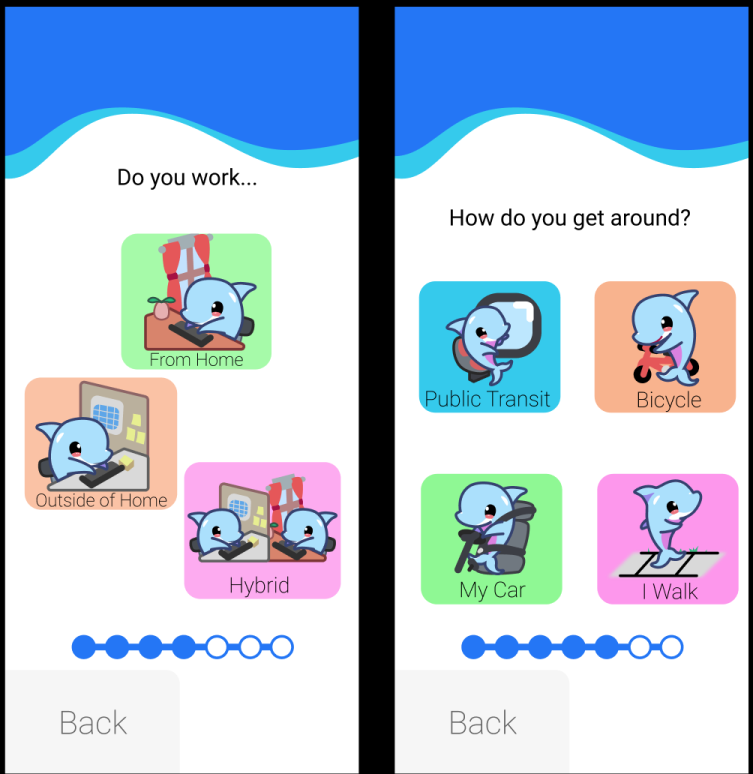 Do you work...
From Home
Outside of Home
Hybrid
Back
How do you get around?
Public Transit
Bicycle
My Car
I Walk
Back